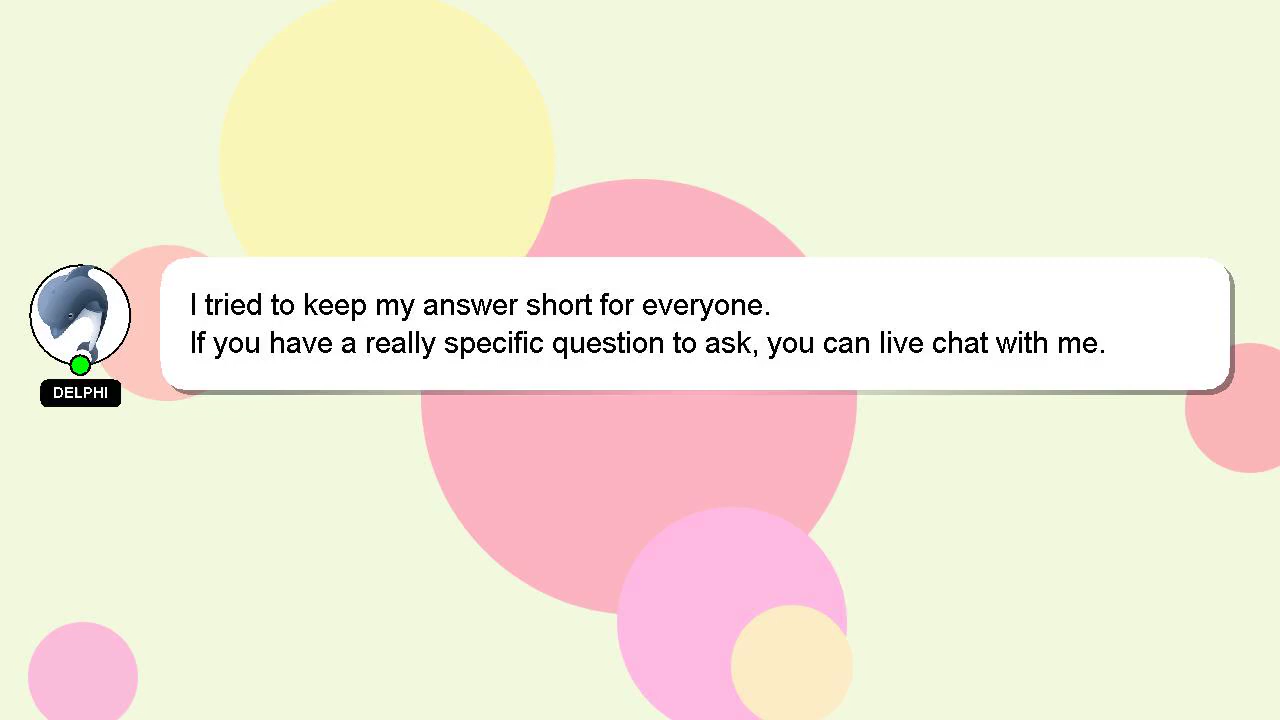 I tried to keep my answer short for everyone.
If you have a really specific question to ask, you can live chat with me.
DELPHI